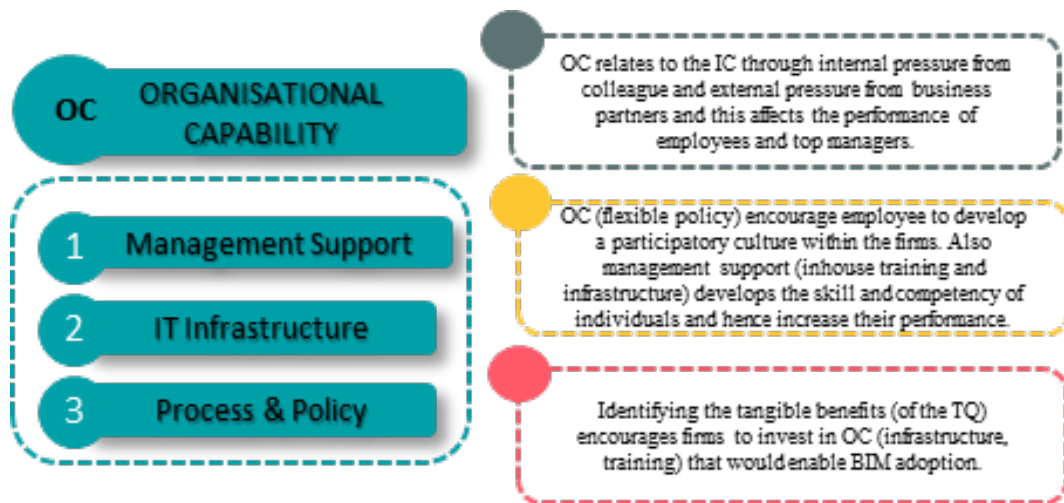 OC
ORGANISATIONAL
CAPABILITY
1
Management Support
2
IT Infrastructure
3
Process & Policy
OC relates to the IC through internal pressure from
colleague and external pressure from business
partners and this affects the performance of
employees and top managers.
OC (flexible policy) encourage employee to develop
a participatory culture within the firms. Also
management support (inhouse training and
infrastructure) develops the skill and competency of
individuals and hence increase their performance.
Identifying the tangible benefits (of the TQ)
encourages firms to invest in OC (infrastructure,
training) that would enable BIM adoption.